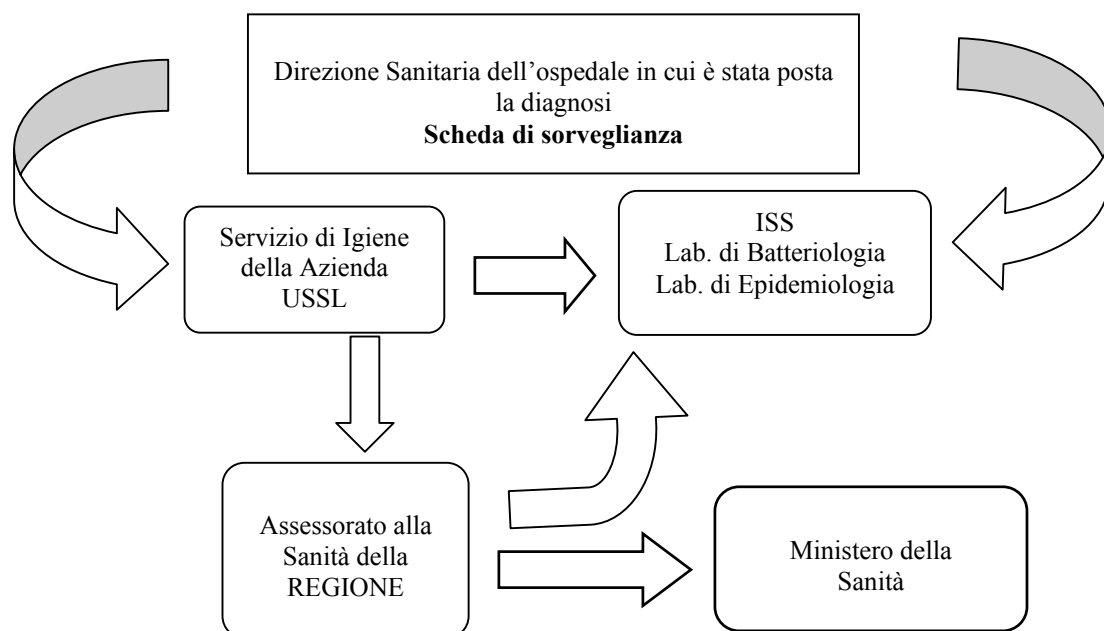 Direzione Sanitaria dell’ospedale in cui è stata posta
la diagnosi
Scheda di sorveglianza
Servizio di Igiene
della Azienda
USSL
ISS
Lab. di Batteriologia
Lab. di Epidemiologia
Assessorato alla
Sanità della
REGIONE
Ministero della
Sanità